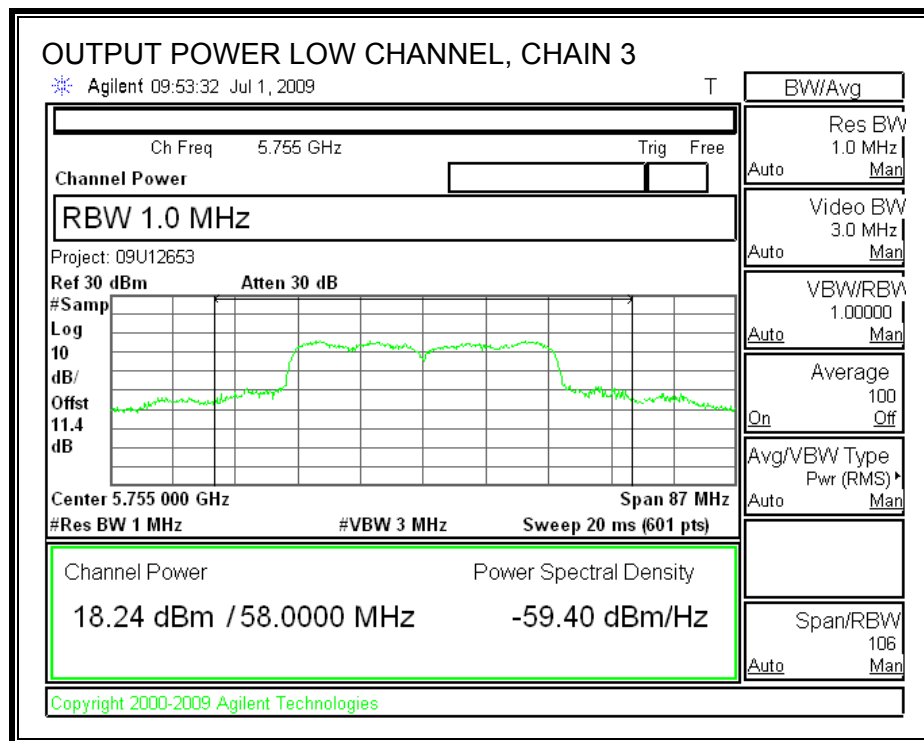 OUTPUT POWER LOW CHANNEL, CHAIN 3
Agilent 09:53:32 Jul 1, 2009 T
BW/Avg
Ch Freq 5.755 GHz Trig Free
Channel Power
RBW 1.0 MHz
Project: 09U12653
Ref 30 dBm Atten 30 dB
#Samp
Log
10
dB/
Offst
11.4
dB
Center 5.755 000 GHz Span 87 MHz
#Res BW 1 MHz #VBW 3 MHz Sweep 20 ms (601 pts)
Channel Power Power Spectral Density
18.24 dBm / 58.0000 MHz -59.40 dBm/Hz
Res BW
1.0 MHz
Auto Man
Video BW
3.0 MHz
Auto Man
VBW/RBW
1.00000
Auto Man
Average
100
On Off
Avg/VBW Type
Pwr (RMS)
Auto Man
Span/RBW
106
Auto Man
Copyright 2000-2009 Agilent Technologies